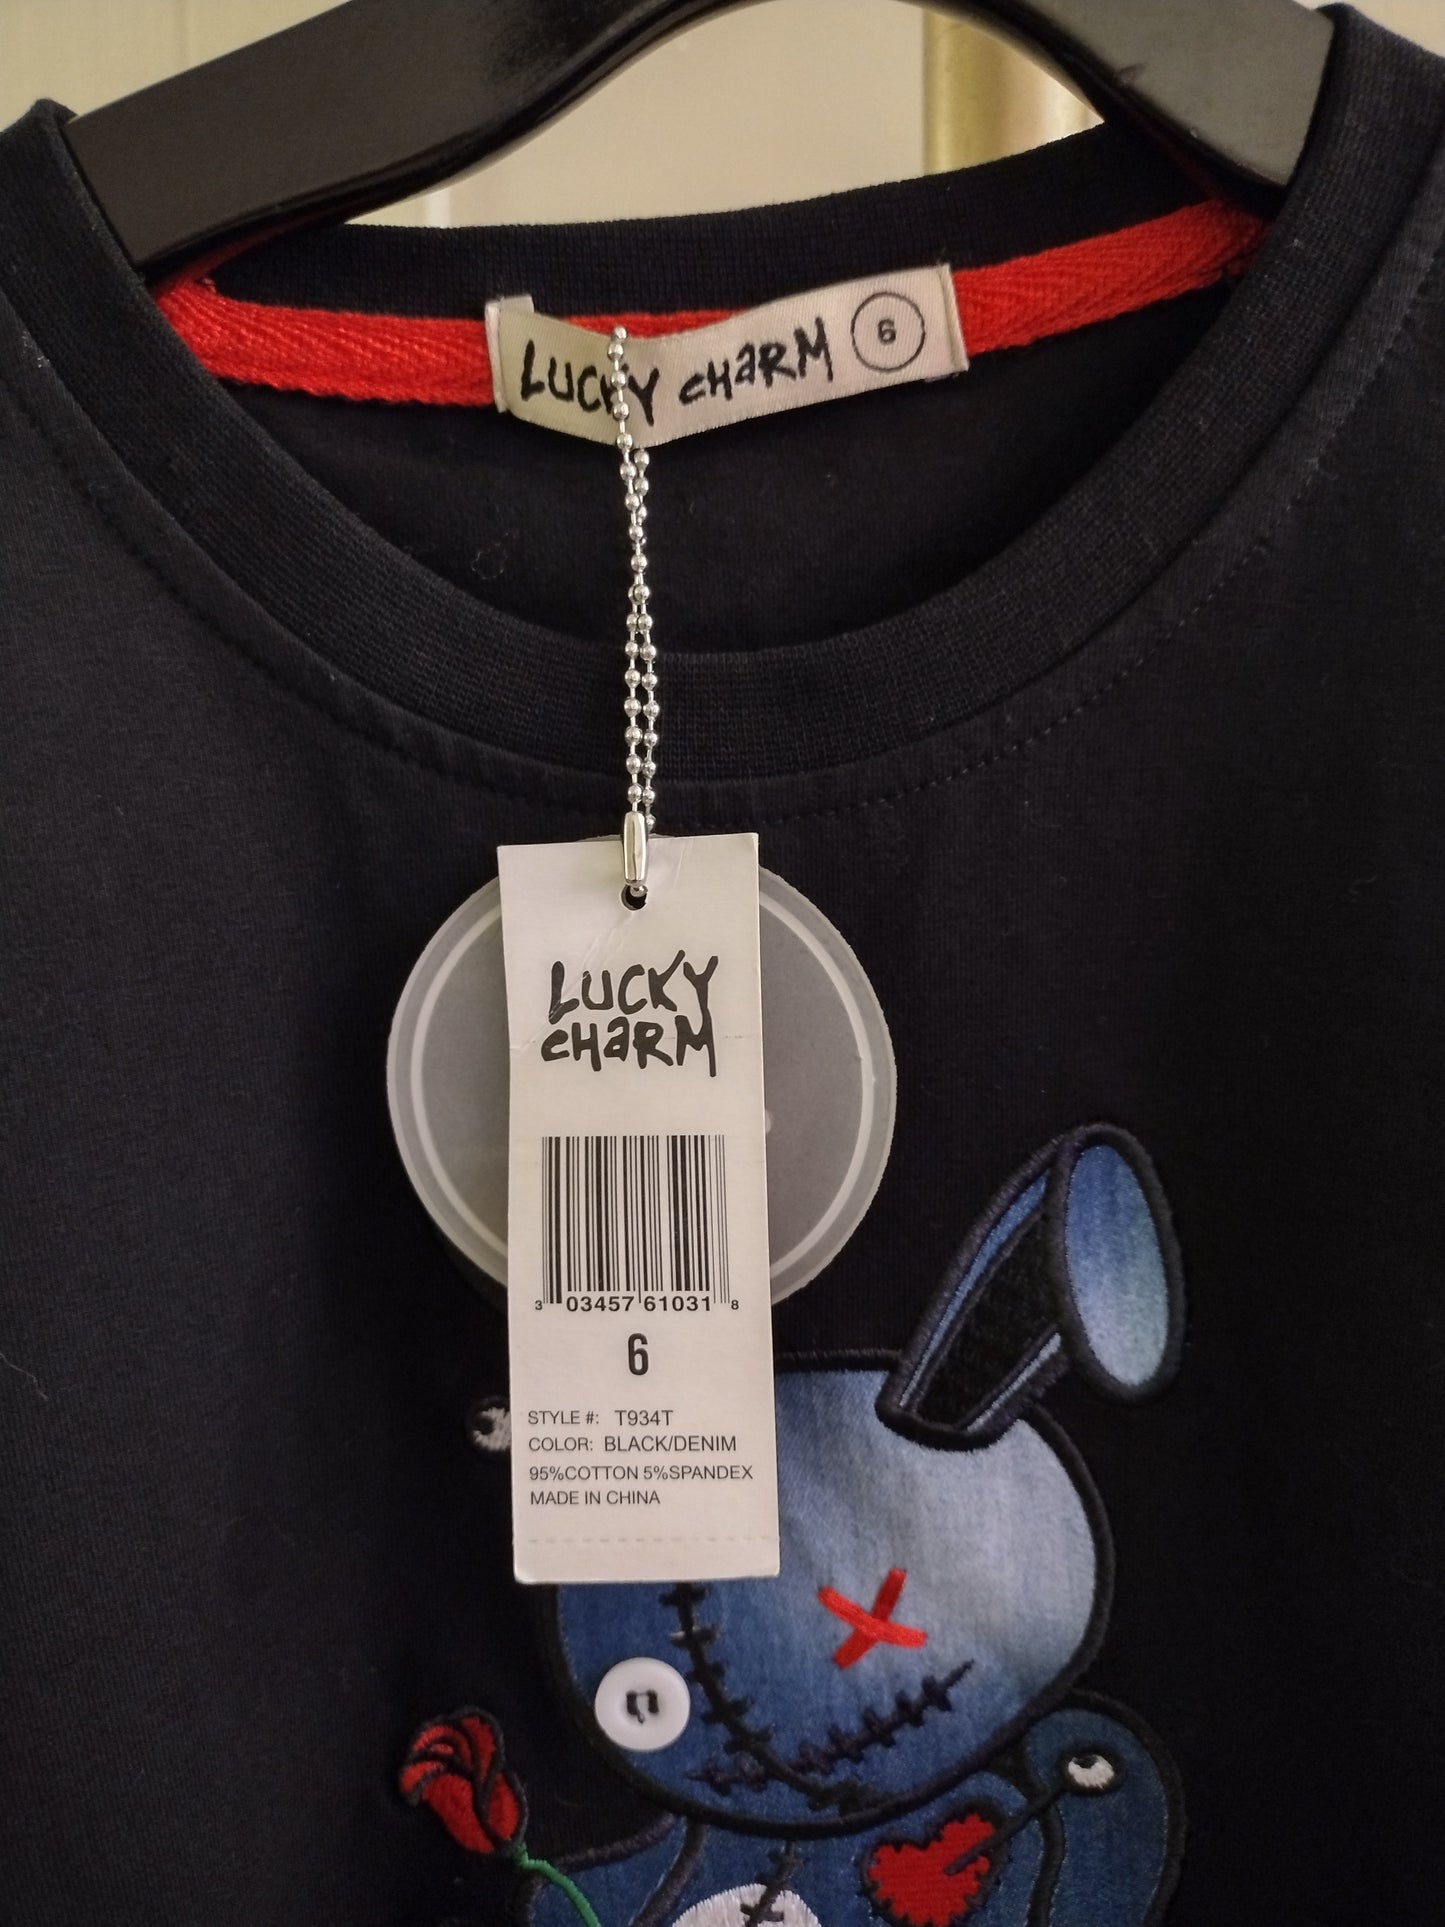 LUCKY CHARM 6
LUCKY
CHARM
3 03457 61031 8
6
STYLE #: T934T
COLOR: BLACK/DENIM
95%COTTON 5%SPANDEX
MADE IN CHINA